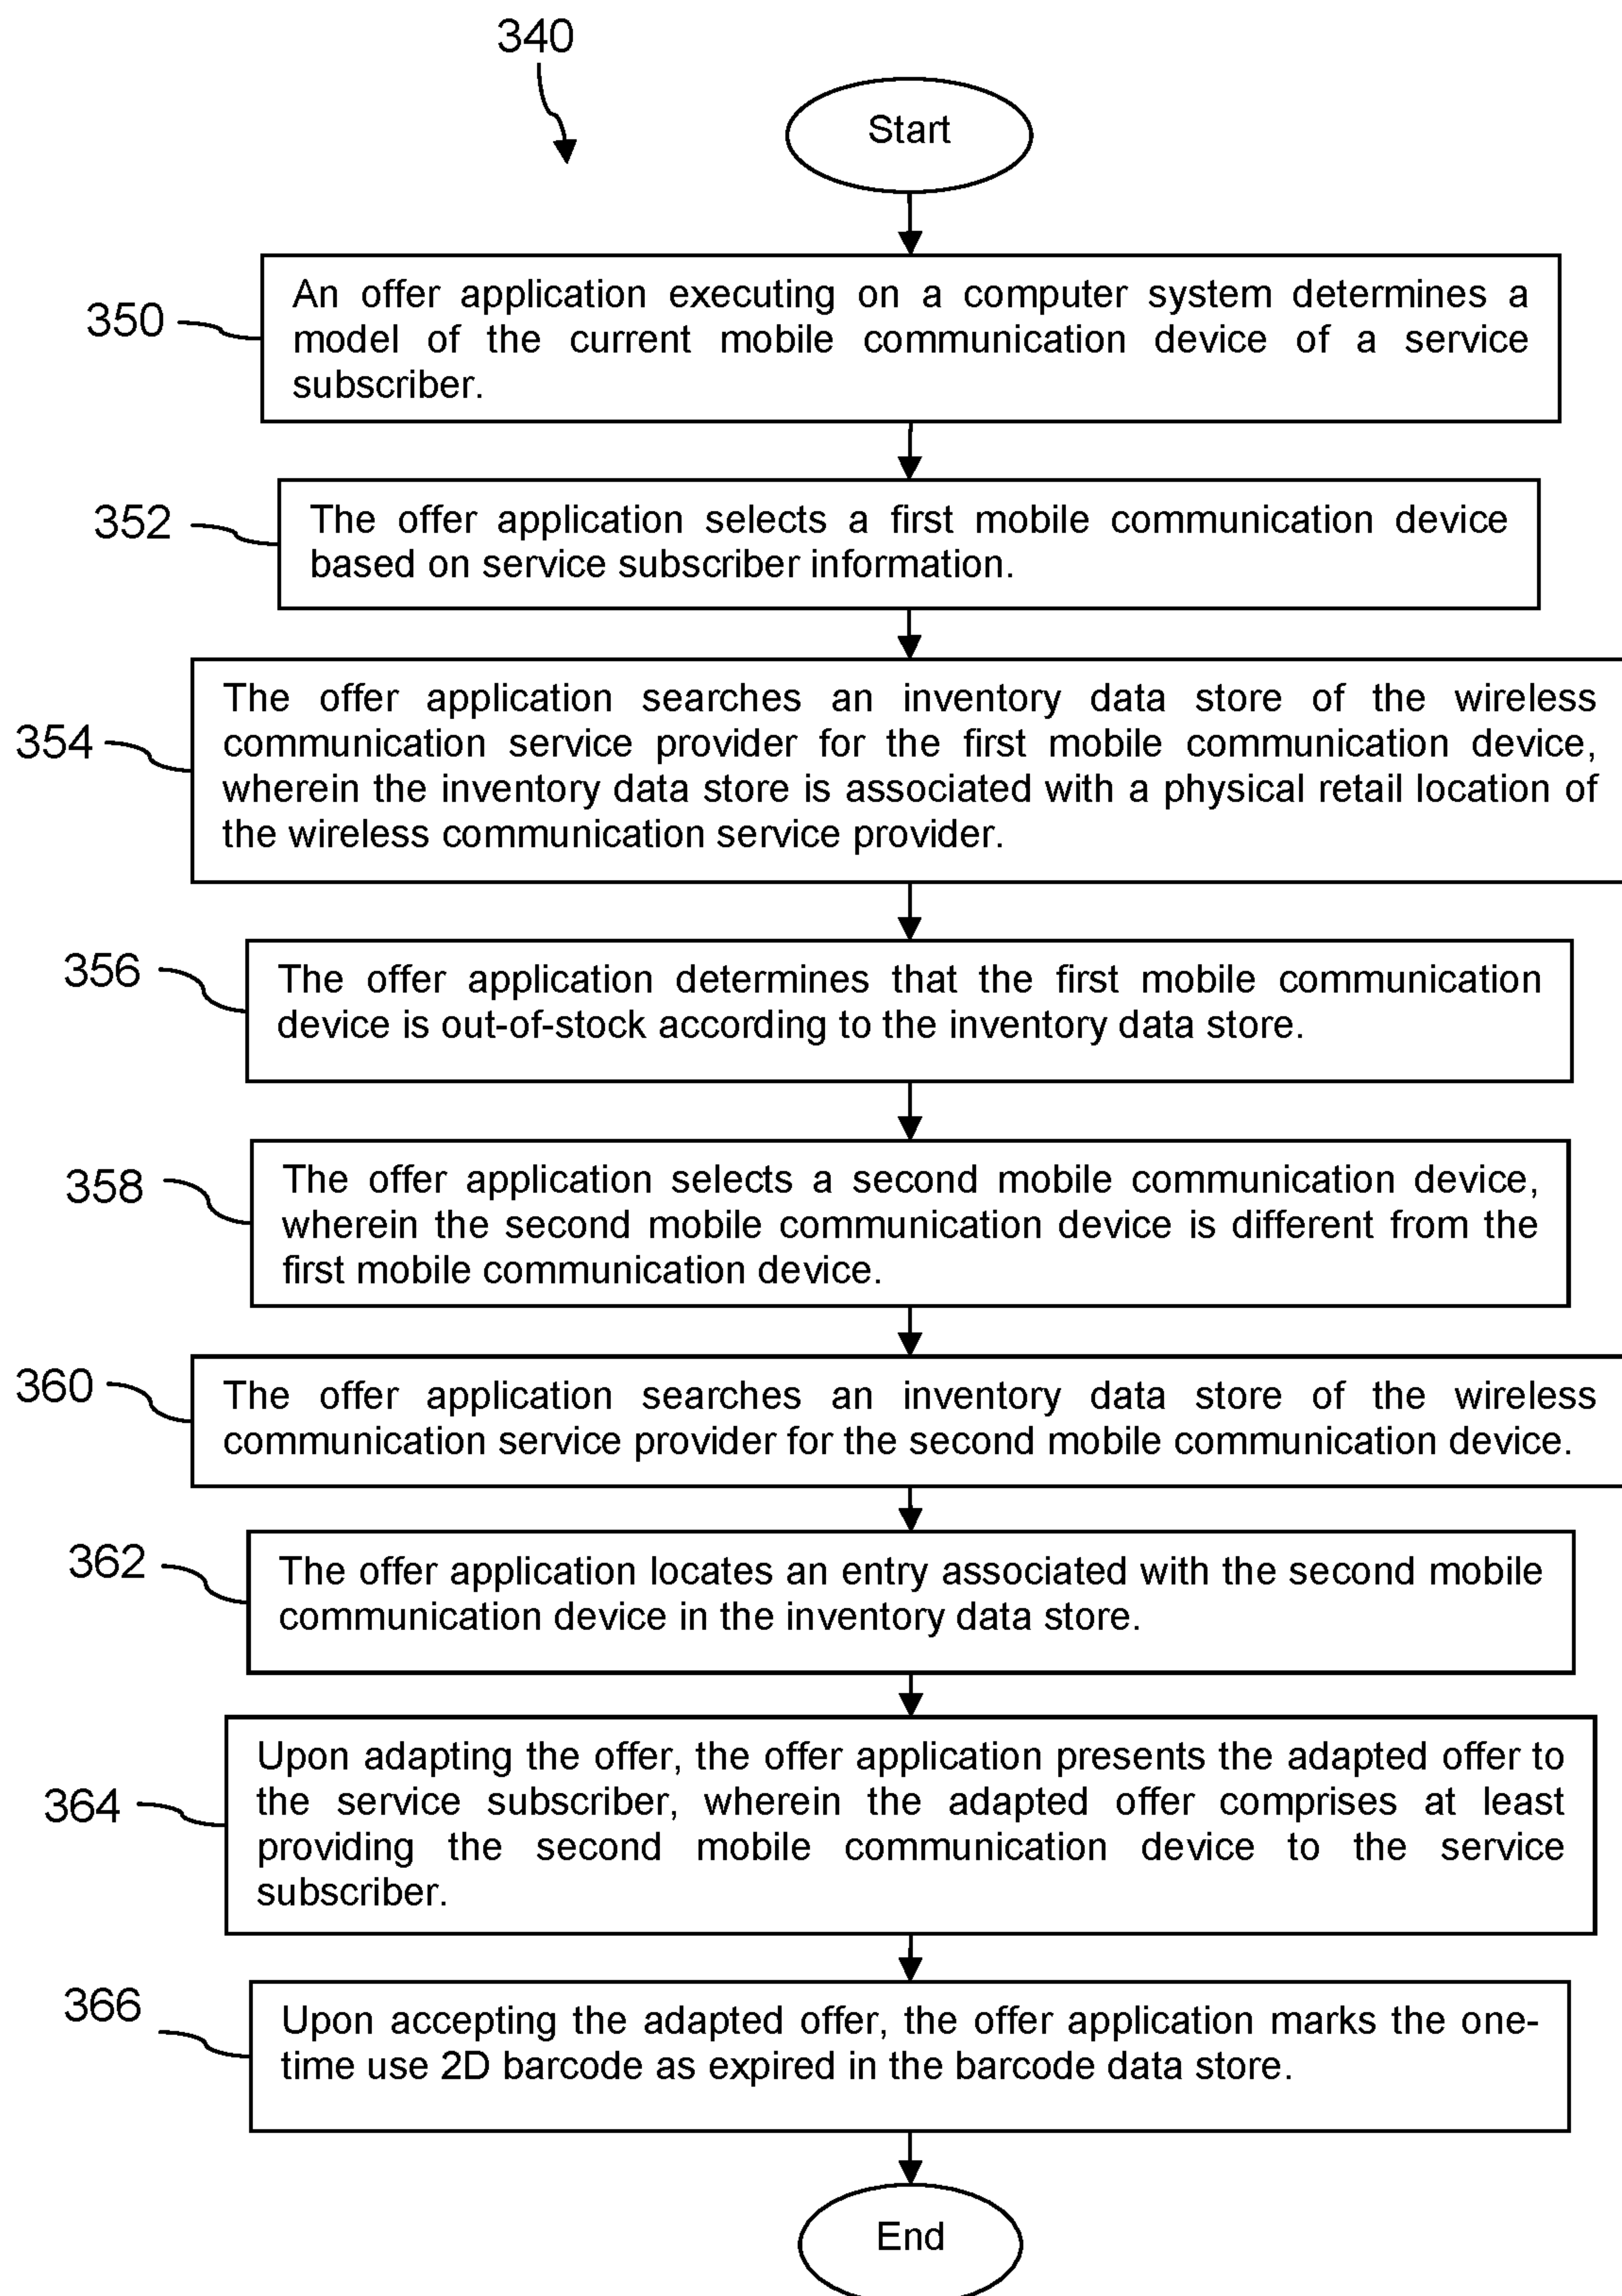 340
Start
350
An offer application executing on a computer system determines a
model of the current mobile communication device of a service
subscriber.
352
The offer application selects a first mobile communication device
based on service subscriber information.
354
The offer application searches an inventory data store of the wireless
communication service provider for the first mobile communication device,
wherein the inventory data store is associated with a physical retail location of
the wireless communication service provider.
356
The offer application determines that the first mobile communication
device is out-of-stock according to the inventory data store.
358
The offer application selects a second mobile communication device,
wherein the second mobile communication device is different from the
first mobile communication device.
360
The offer application searches an inventory data store of the wireless
communication service provider for the second mobile communication device.
362
The offer application locates an entry associated with the second mobile
communication device in the inventory data store.
364
Upon adapting the offer, the offer application presents the adapted offer to
the service subscriber, wherein the adapted offer comprises at least
providing the second mobile communication device to the service
subscriber.
366
Upon accepting the adapted offer, the offer application marks the one-
time use 2D barcode as expired in the barcode data store.
End